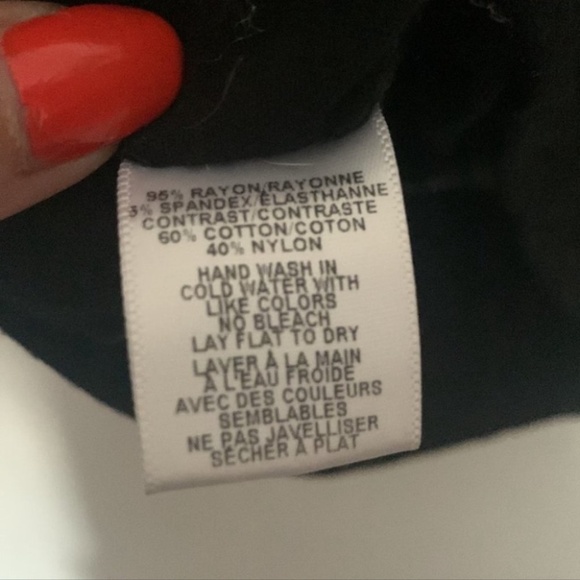 95% RAYON/RAYONNE
5% SPANDEX/ÉLASTHANNE
CONTRAST/CONTRASTE
60% COTTON/COTON
40% NYLON
HAND WASH IN
COLD WATER WITH
LIKE COLORS
NO BLEACH
LAY FLAT TO DRY
LAVER À LA MAIN
À L'EAU FROIDE
AVEC DES COULEURS
SEMBLABLES
NE PAS JAVELLISER
SÉCHER À PLAT